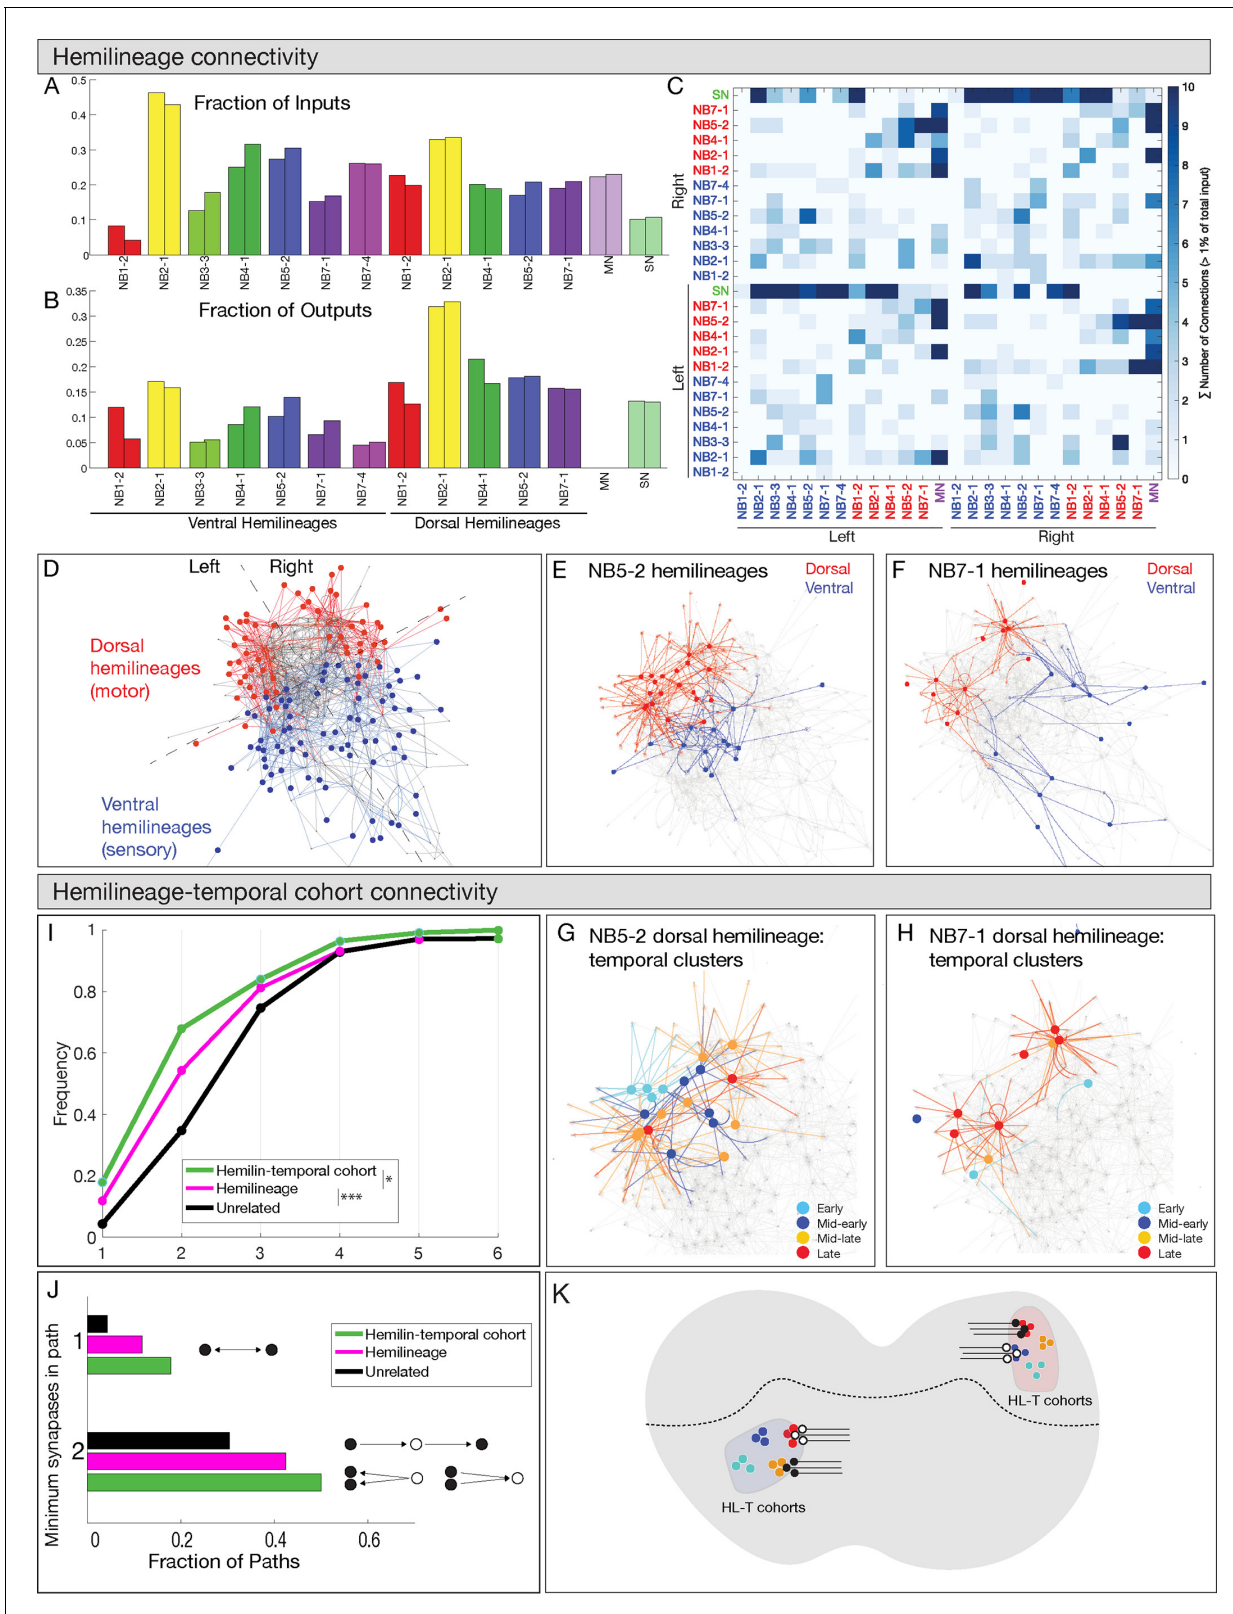 Hemilineage connectivity
A
Fraction of Inputs
0.5
0.4
0.3
0.2
0.1
0
NB1-2
NB2-1
NB3-3
NB4-1
NB5-2
NB7-1
NB7-4
NB1-2
NB2-1
NB4-1
NB5-2
NB7-1
MN
SN
B
Fraction of Outputs
0.35
0.3
0.25
0.2
0.15
0.1
0.05
0
NB1-2
NB2-1
NB3-3
NB4-1
NB5-2
NB7-1
NB7-4
NB1-2
NB2-1
NB4-1
NB5-2
NB7-1
MN
SN
Ventral Hemilineages
Dorsal Hemilineages
C
Right
SN
NB7-1
NB5-2
NB4-1
NB2-1
NB1-2
NB7-4
NB7-1
NB5-2
NB4-1
NB3-3
NB2-1
NB1-2
Left
SN
NB7-1
NB5-2
NB4-1
NB2-1
NB1-2
NB7-4
NB7-1
NB5-2
NB4-1
NB3-3
NB2-1
NB1-2
NB1-2
NB2-1
NB3-3
NB4-1
NB5-2
NB7-1
NB7-4
NB1-2
NB2-1
NB4-1
NB5-2
NB7-1
MN
NB1-2
NB2-1
NB3-3
NB4-1
NB5-2
NB7-1
NB7-4
NB1-2
NB2-1
NB4-1
NB5-2
NB7-1
MN
Left
Right
10
9
8
7
6
5
4
3
2
1
0
∑ Number of Connections (> 1% of total input)
D
Left
Right
Dorsal
hemilineages
(motor)
Ventral
hemilineages
(sensory)
E
NB5-2 hemilineages
Dorsal
Ventral
F
NB7-1 hemilineages
Dorsal
Ventral
Hemilineage-temporal cohort connectivity
I
Frequency
1
0.8
0.6
0.4
0.2
0
1
2
3
4
5
6
Hemilin-temporal cohort
Hemilineage
Unrelated
*
***
G
NB5-2 dorsal hemilineage:
temporal clusters
Early
Mid-early
Mid-late
Late
H
NB7-1 dorsal hemilineage:
temporal clusters
Early
Mid-early
Mid-late
Late
J
Minimum synapases in path
1
2
Hemilin-temporal cohort
Hemilineage
Unrelated
0
0.2
0.4
0.6
Fraction of Paths
K
HL-T cohorts
HL-T cohorts